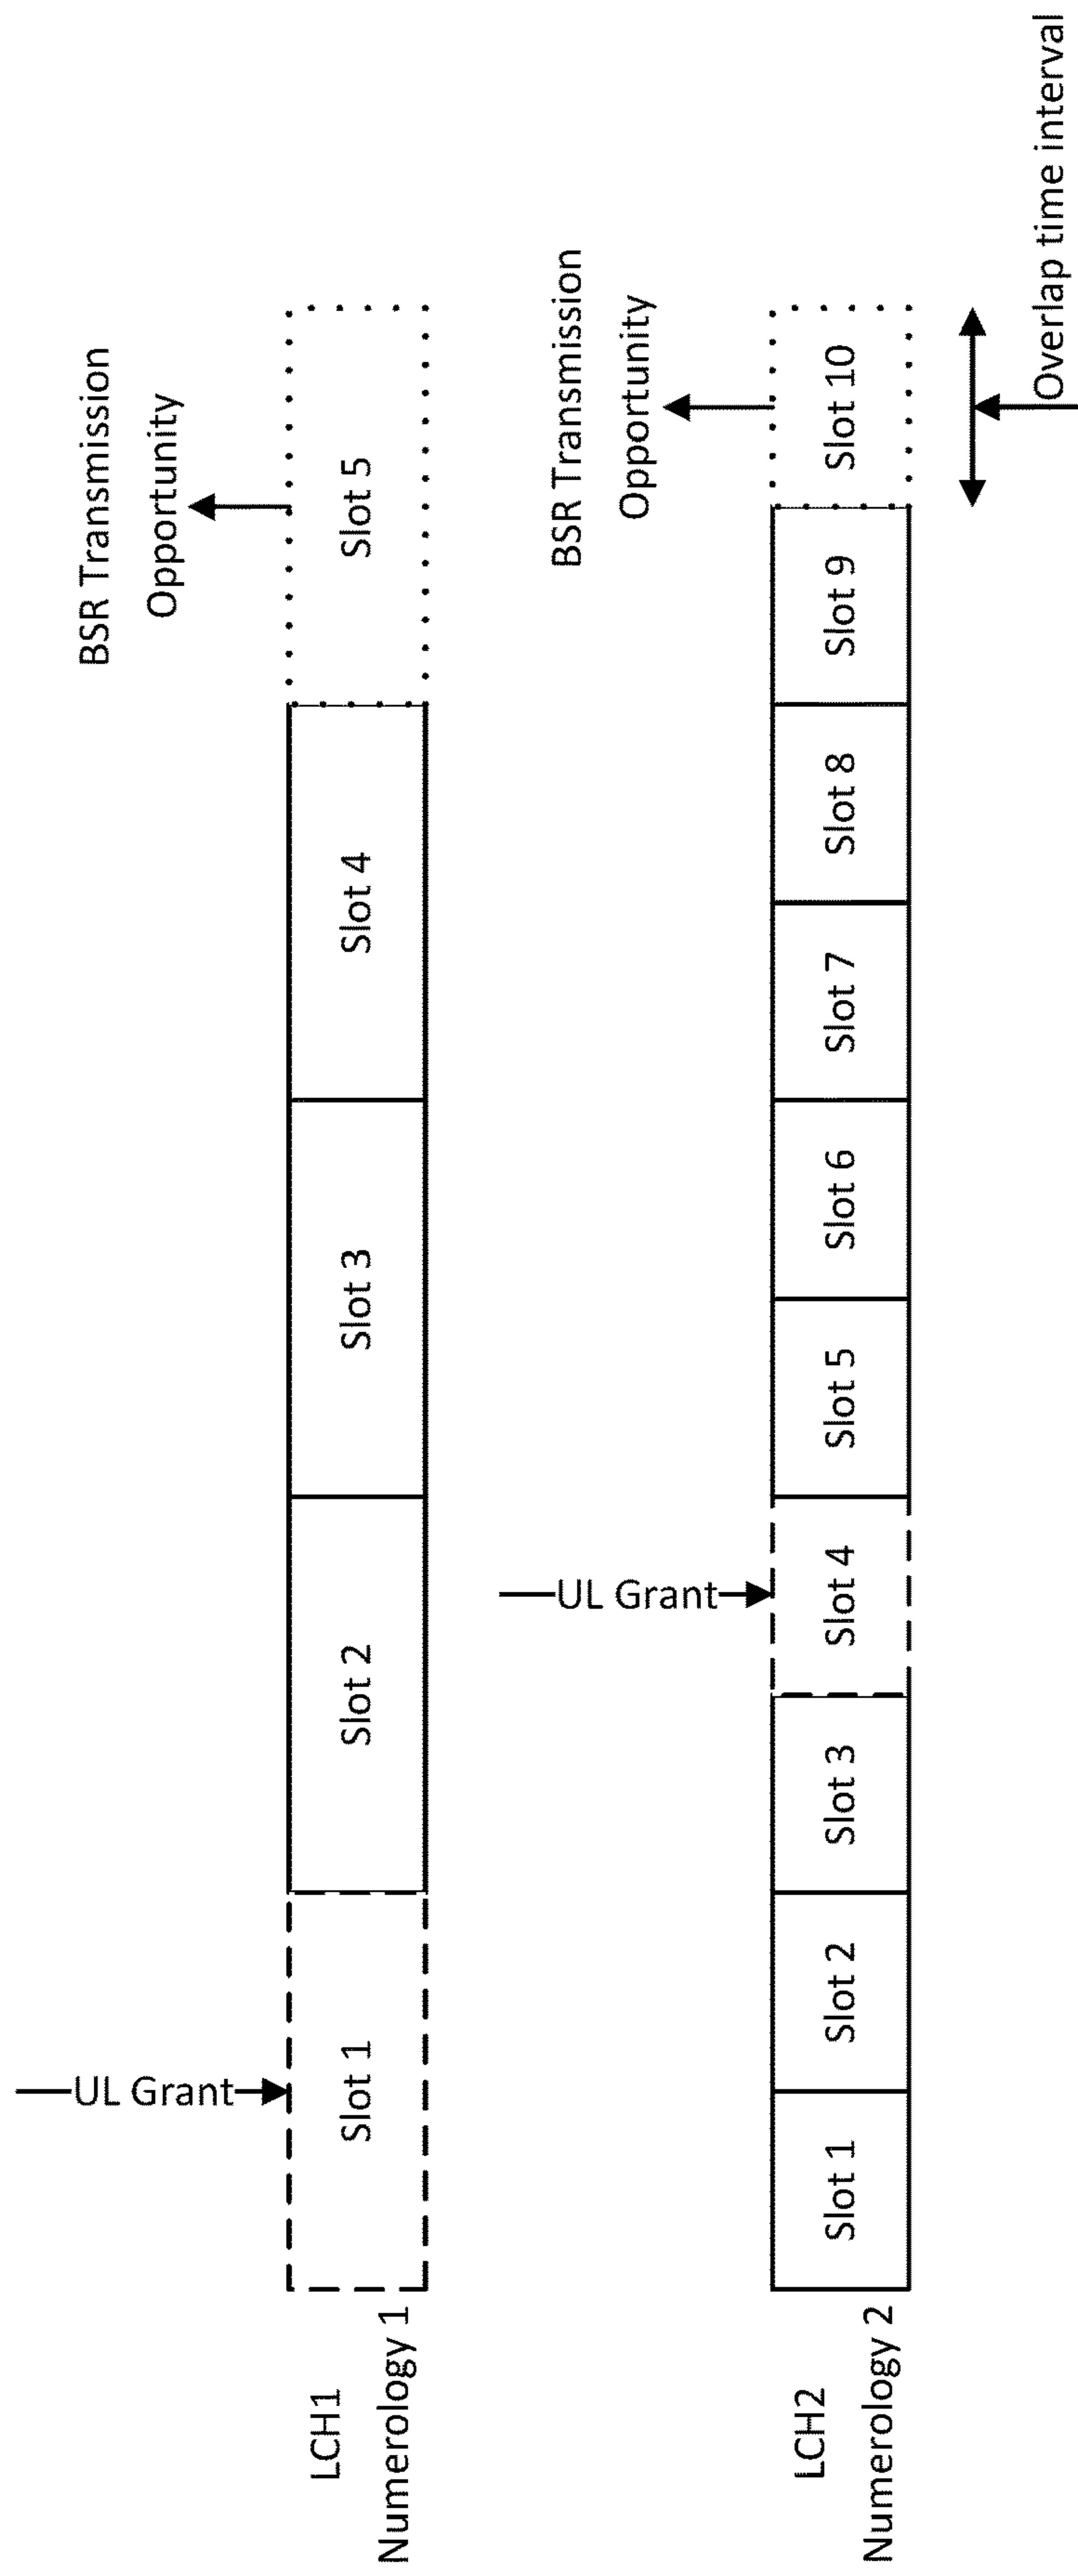 UL Grant
BSR Transmission
Opportunity
LCH1
Numerology 1
Slot 1
Slot 2
Slot 3
Slot 4
Slot 5
UL Grant
BSR Transmission
Opportunity
LCH2
Numerology 2
Slot 1
Slot 2
Slot 3
Slot 4
Slot 5
Slot 6
Slot 7
Slot 8
Slot 9
Slot 10
Overlap time interval